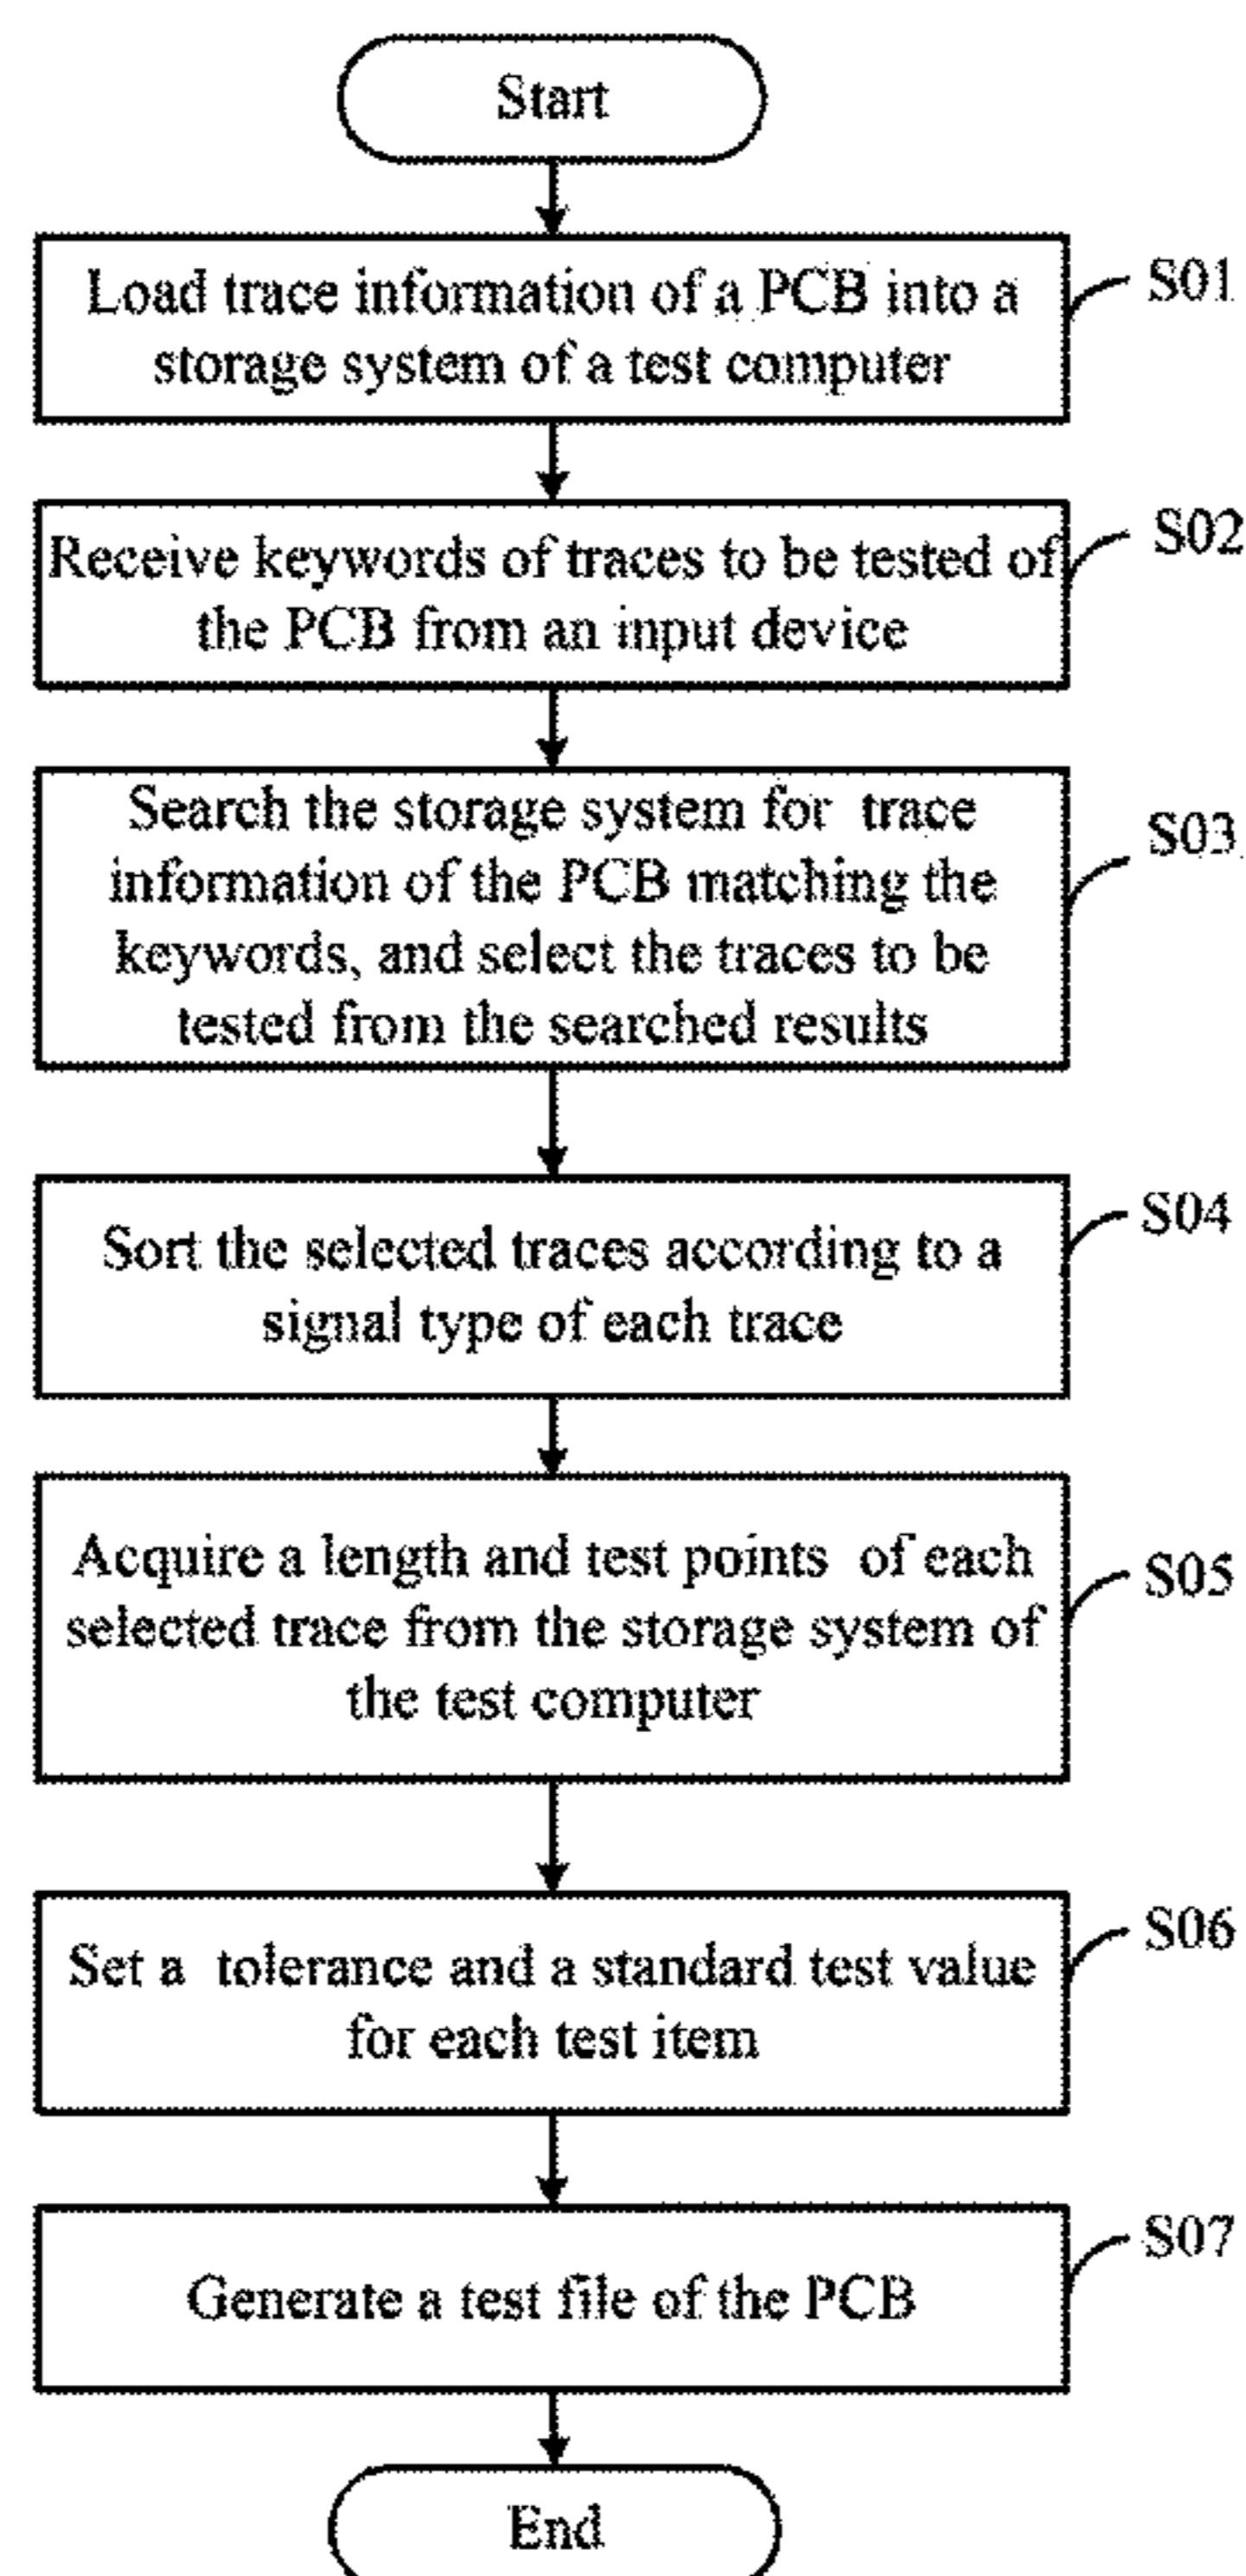 Start
Load trace information of a PCB into a
storage system of a test computer
S01
Receive keywords of traces to be tested of
the PCB from an input device
S02
Search the storage system for trace
information of the PCB matching the
keywords, and select the traces to be
tested from the searched results
S03
Sort the selected traces according to a
signal type of each trace
S04
Acquire a length and test points of each
selected trace from the storage system of
the test computer
S05
Set a tolerance and a standard test value
for each test item
S06
Generate a test file of the PCB
S07
End